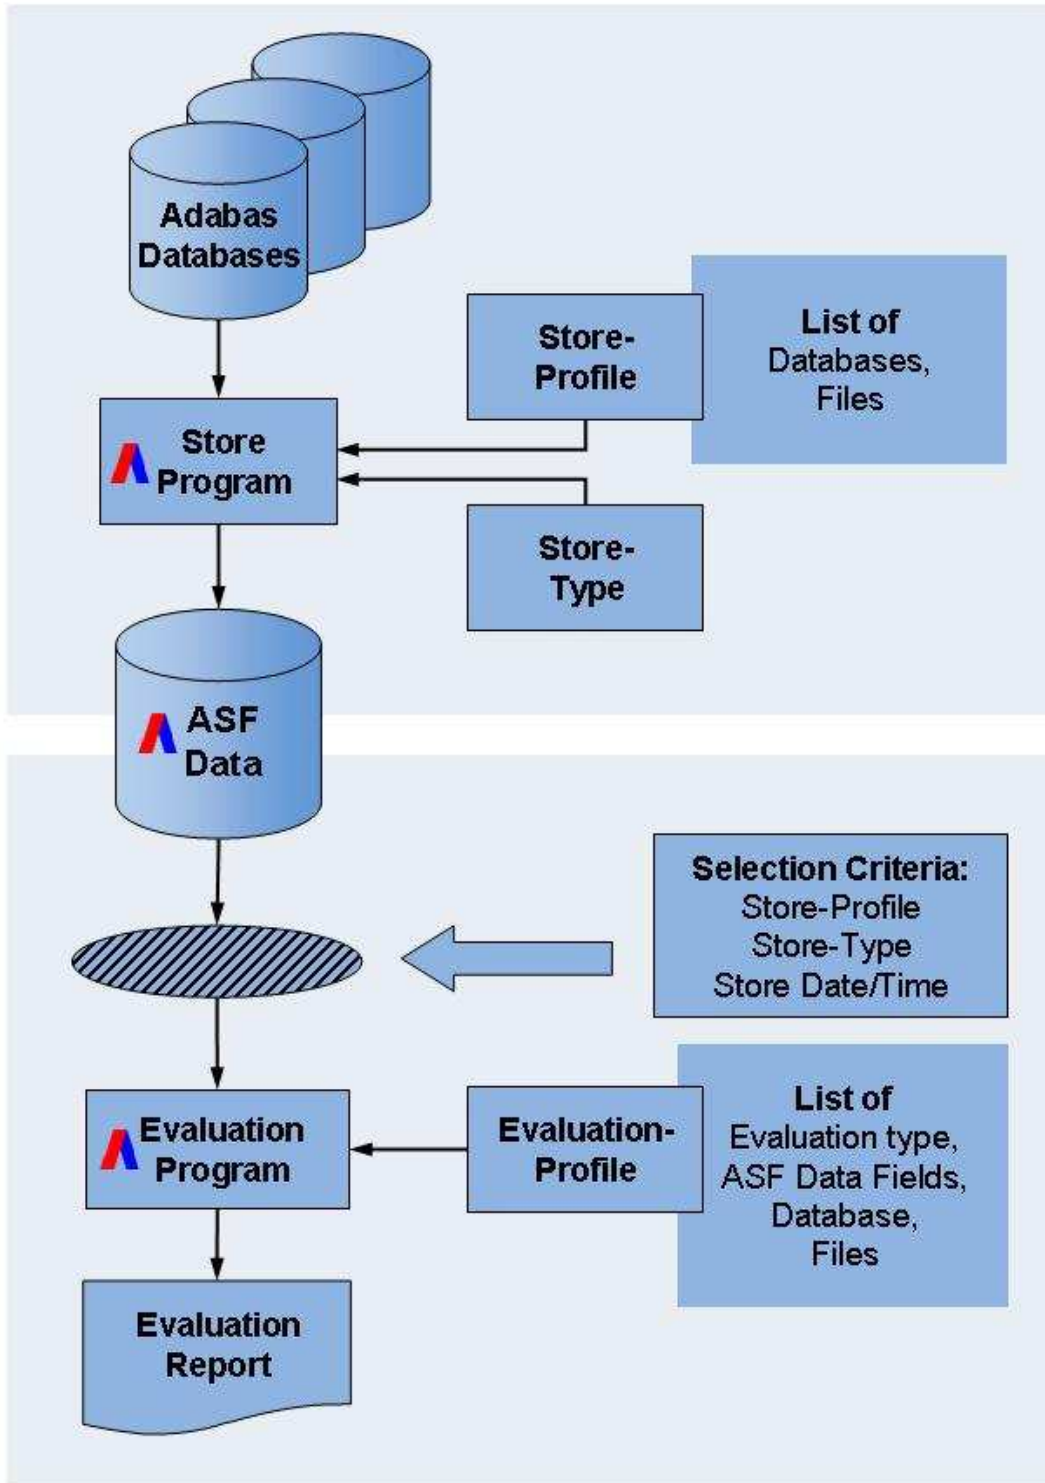 Adabas
Databases
Store-
Profile
List of
Databases,
Files
Store
Program
Store-
Type
ASF
Data
Selection Criteria:
Store-Profile
Store-Type
Store Date/Time
Evaluation
Program
Evaluation-
Profile
List of
Evaluation type,
ASF Data Fields,
Database,
Files
Evaluation
Report